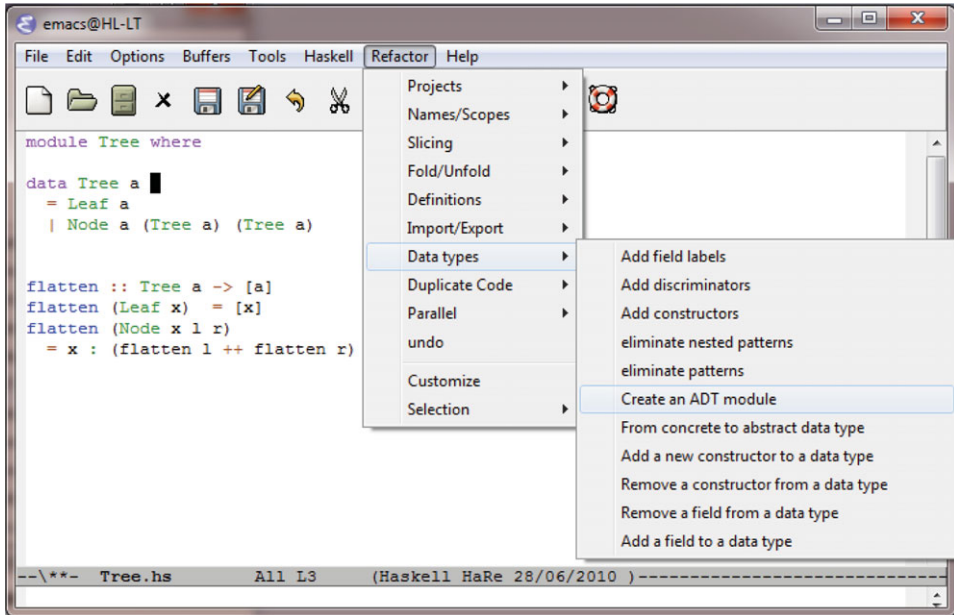 emacs@HL-LT
File Edit Options Buffers Tools Haskell Refactor Help
module Tree where
data Tree a
= Leaf a
| Node a (Tree a) (Tree a)
flatten :: Tree a -> [a]
flatten (Leaf x) = [x]
flatten (Node x l r)
= x : (flatten l ++ flatten r)
Projects
Names/Scopes
Slicing
Fold/Unfold
Definitions
Import/Export
Data types
Duplicate Code
Parallel
undo
Customize
Selection
Add field labels
Add discriminators
Add constructors
eliminate nested patterns
eliminate patterns
Create an ADT module
From concrete to abstract data type
Add a new constructor to a data type
Remove a constructor from a data type
Remove a field from a data type
Add a field to a data type
--\**- Tree.hs All L3 (Haskell HaRe 28/06/2010 )----------------------------